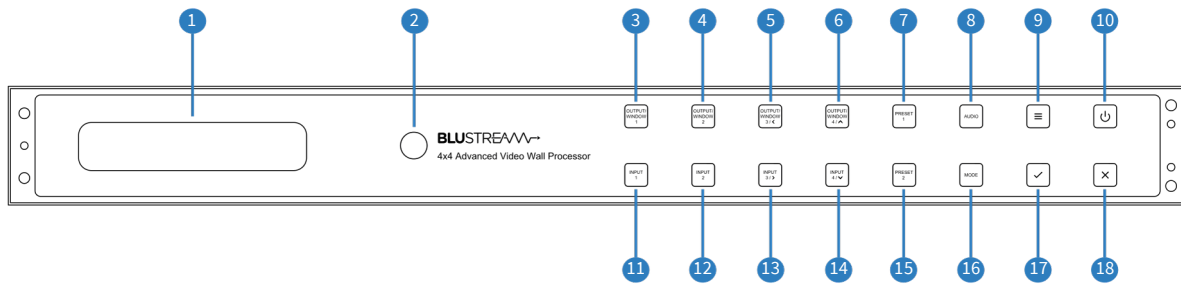 1 2 3 4 5 6 7 8 9 10
OUTPUT/
WINDOW
1
OUTPUT/
WINDOW
2
OUTPUT/
WINDOW
3 /
OUTPUT/
WINDOW
4 /
PRESET
1
AUDIO
BLUSTREAM
4x4 Advanced Video Wall Processor
INPUT
1
INPUT
2
INPUT
3 /
INPUT
4 /
PRESET
2
MODE
11 12 13 14 15 16 17 18